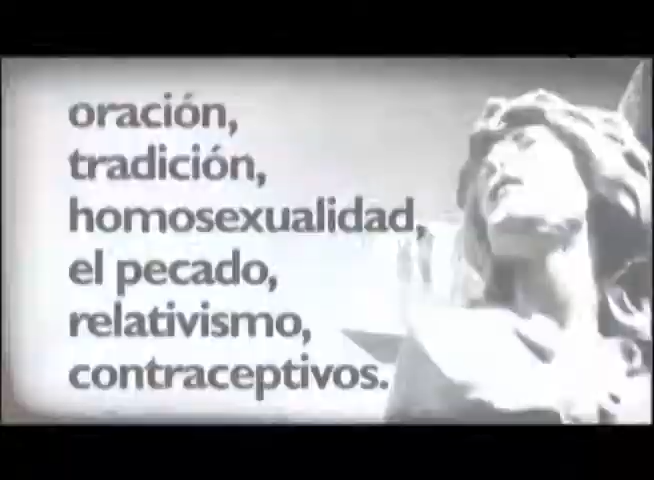 oración,
tradición,
homosexualidad,
el pecado,
relativismo,
contraceptivos.